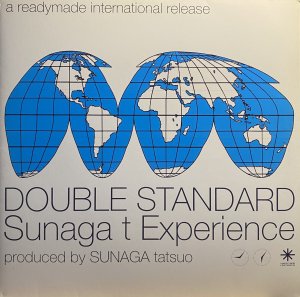 a readymade international release
DOUBLE STANDARD
Sunaga t Experience
produced by SUNAGA tatsuo